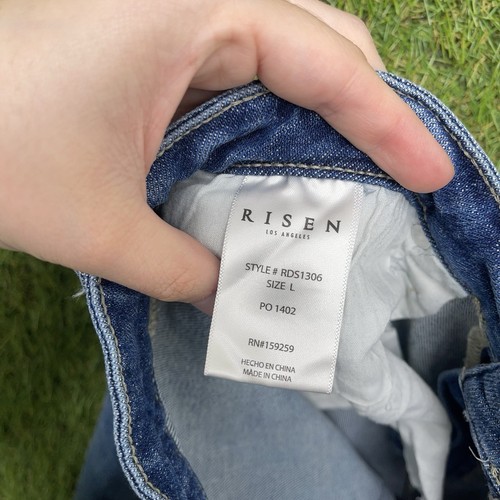 RISEN
LOS ANGELES
STYLE# RDS1306
SIZE L
PO 1402
RN#159259
HECHO EN CHINA
MADE IN CHINA